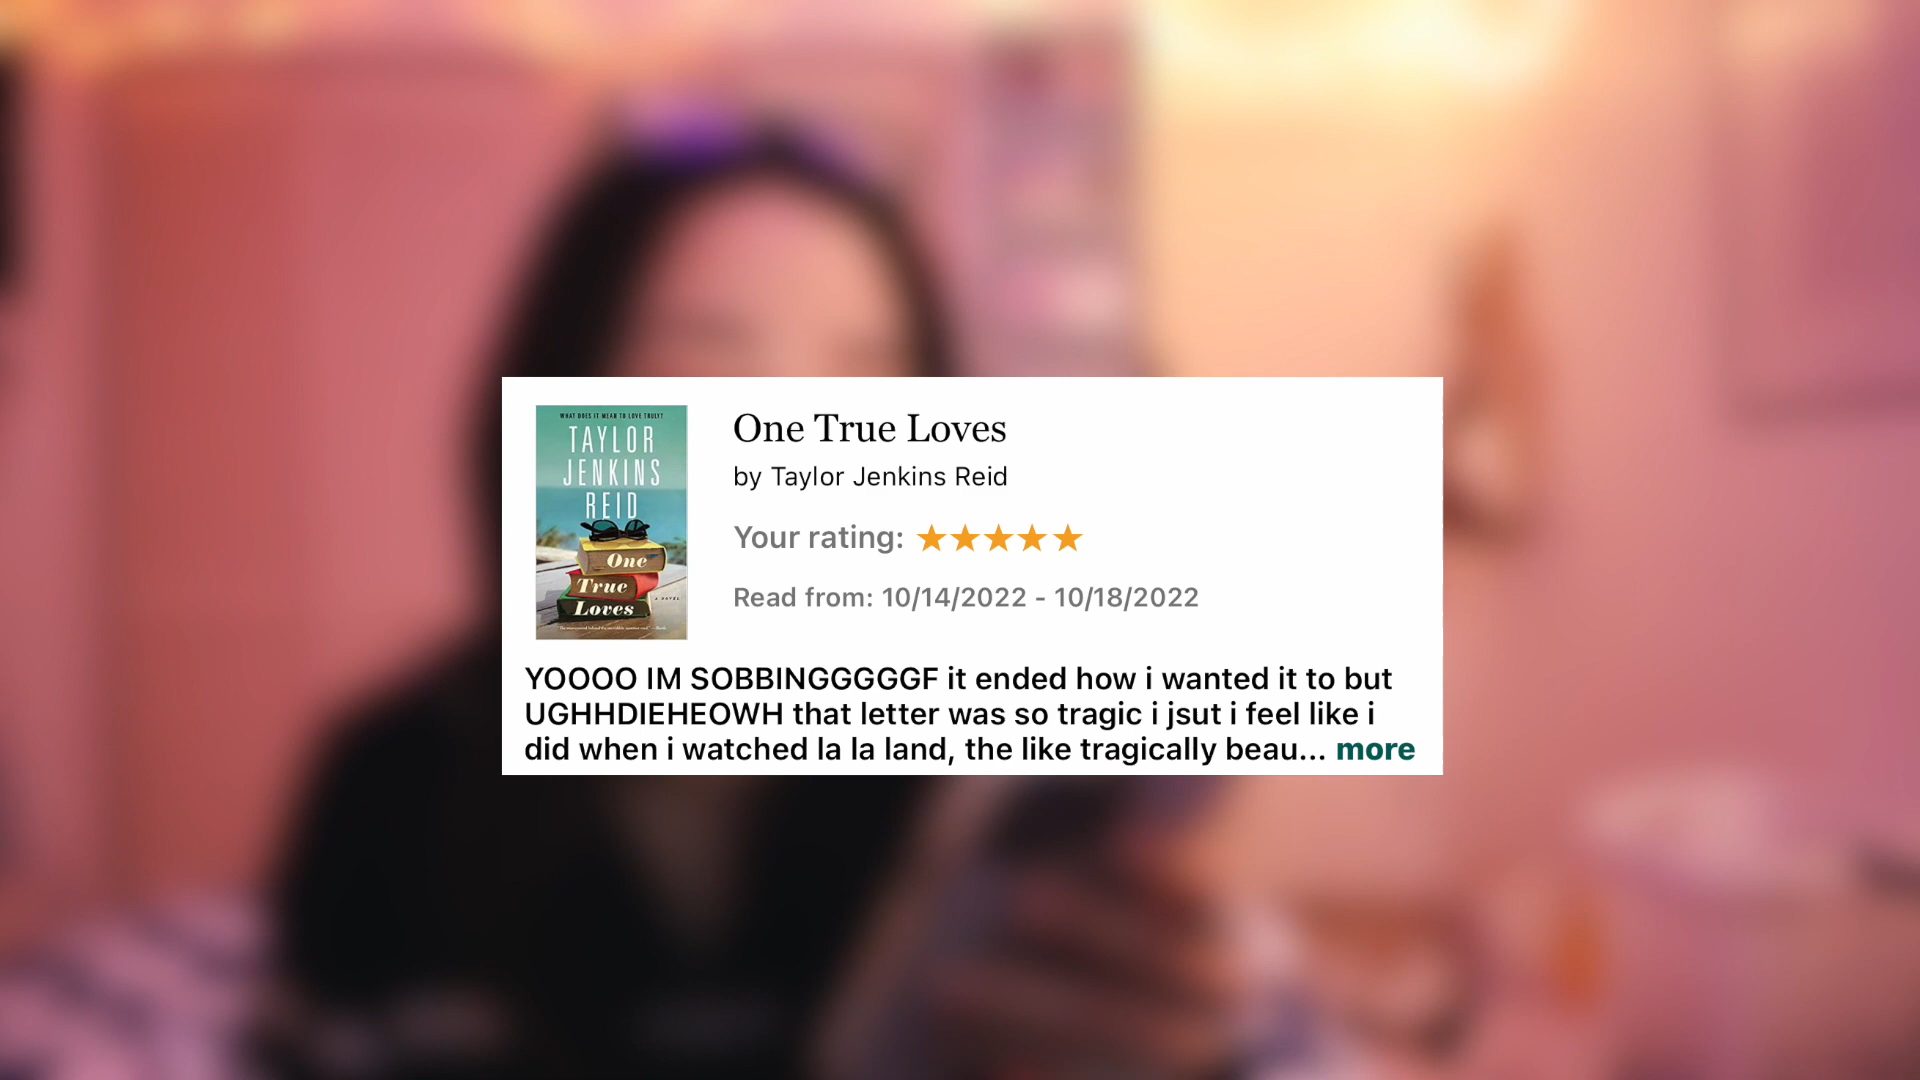 WHAT DOES IT MEAN TO LOVE TRULY?
TAYLOR
JENKINS
REID
One
True
Loves
A NOVEL
One True Loves
by Taylor Jenkins Reid
Your rating: ★★★★★
Read from: 10/14/2022 - 10/18/2022
YOOOO IM SOBBINGGGGGF it ended how i wanted it to but
UGHHDIEHEOWH that letter was so tragic i jsut i feel like i
did when i watched la la land, the like tragically beau... more